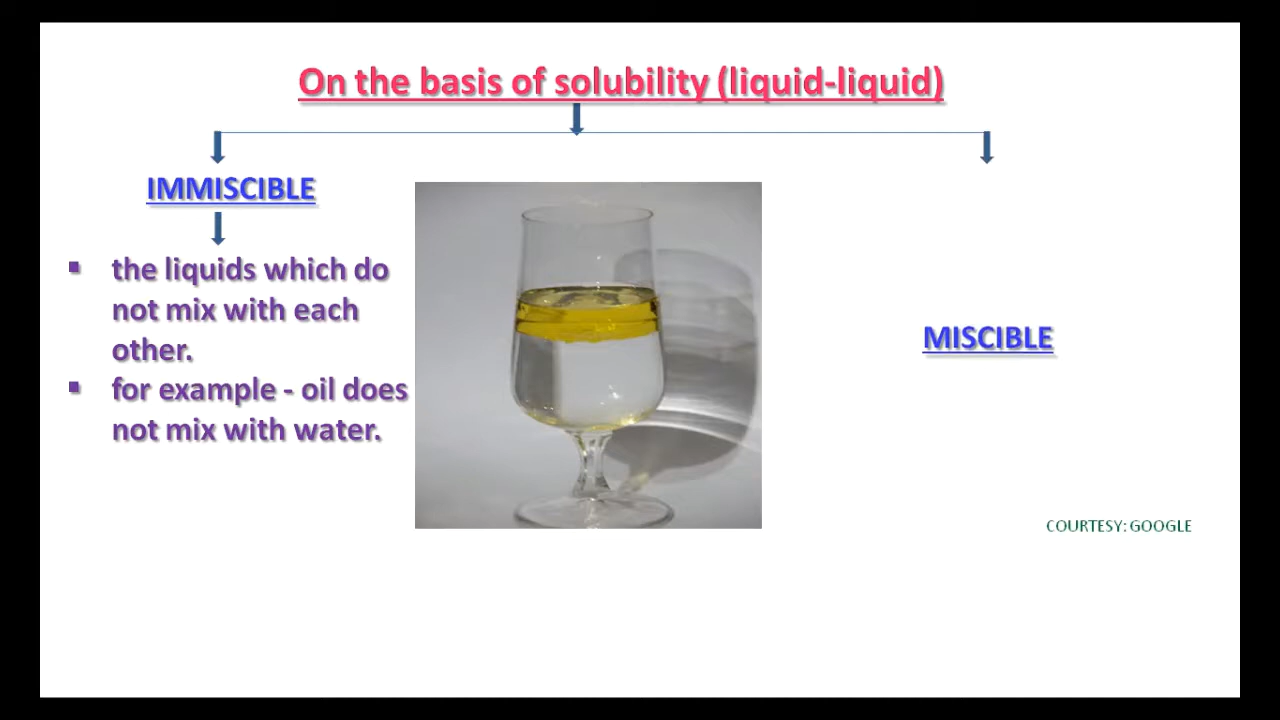 On the basis of solubility (liquid-liquid)
IMMISCIBLE
▪ the liquids which do
not mix with each
other.
▪ for example - oil does
not mix with water.
MISCIBLE
COURTESY: GOOGLE